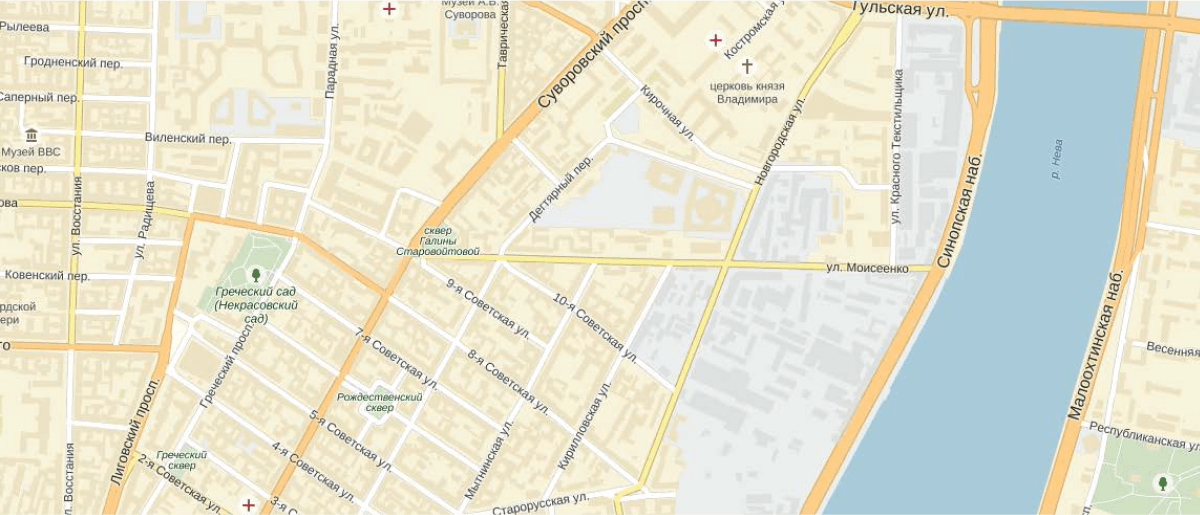 Музей А.В.
Суворова
Тульская ул.
Рылеева
Таврическая
Суворовский просп.
Костромская ул.
Гродненский пер.
Парадная ул.
церковь князя
Владимира
Саперный пер.
Кирочная ул.
Новгородская ул.
ул. Красного Текстильщика
Виленский пер.
Музей ВВС
р. Нева
Дегтярный пер.
ул. Восстания
ул. Радищева
Синопская наб.
сквер
Галины
Старовойтовой
ул. Моисеенко
Ковенский пер.
Греческий сад
(Некрасовский
сад)
9-я Советская ул.
10-я Советская ул.
Малоохтинская наб.
7-я Советская ул.
8-я Советская ул.
Весенняя
Греческий просп.
Рождественский
сквер
Лиговский просп.
5-я Советская ул.
Мытнинская ул.
Кирилловская ул.
Республиканская ул.
4-я Советская ул.
Греческий
сквер
2-я Советская ул.
ул. Восстания
3-я С
Старорусская ул.